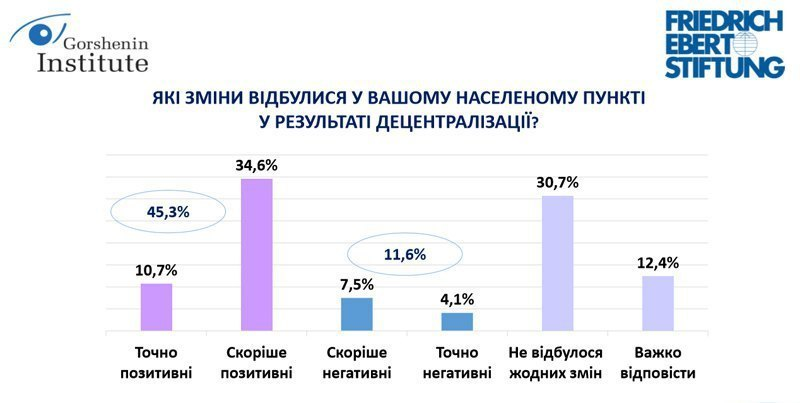 Gorshenin
Institute
FRIEDRICH
EBERT
STIFTUNG
ЯКІ ЗМІНИ ВІДБУЛИСЯ У ВАШОМУ НАСЕЛЕНОМУ ПУНКТІ
У РЕЗУЛЬТАТІ ДЕЦЕНТРАЛІЗАЦІЇ?
34,6%
30,7%
45,3%
11,6%
10,7%
7,5%
4,1%
12,4%
Точно
позитивні
Скоріше
позитивні
Скоріше
негативні
Точно
негативні
Не відбулося
жодних змін
Важко
відповісти